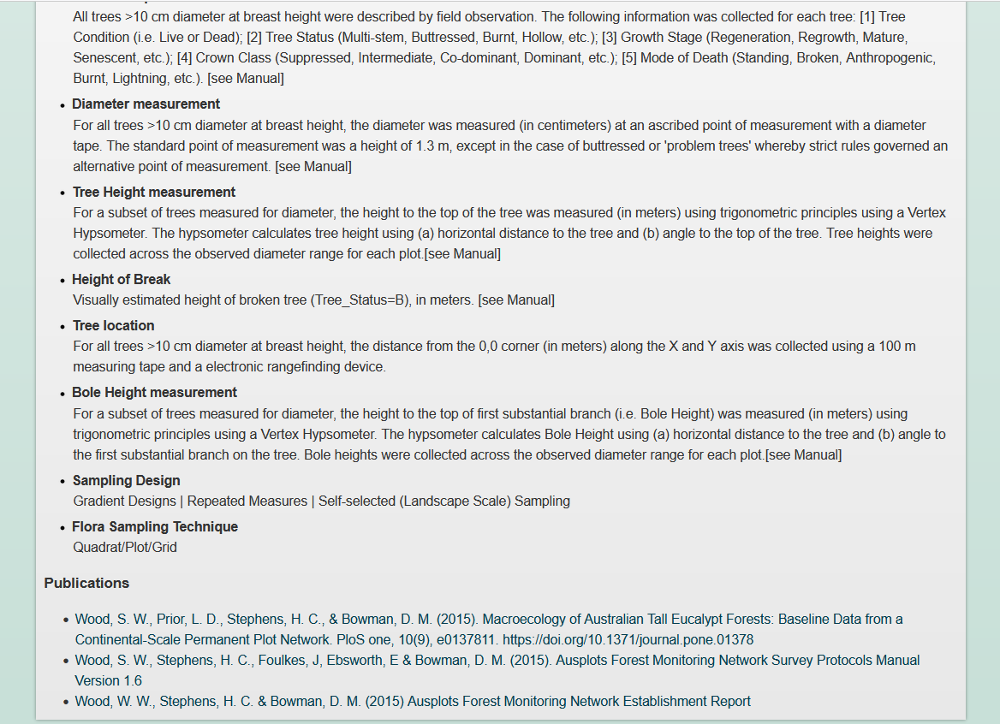 All trees >10 cm diameter at breast height were described by field observation. The following information was collected for each tree: [1] Tree
Condition (i.e. Live or Dead); [2] Tree Status (Multi-stem, Buttressed, Burnt, Hollow, etc.); [3] Growth Stage (Regeneration, Regrowth, Mature,
Senescent, etc.); [4] Crown Class (Suppressed, Intermediate, Co-dominant, Dominant, etc.); [5] Mode of Death (Standing, Broken, Anthropogenic,
Burnt, Lightning, etc.). [see Manual]
• Diameter measurement
For all trees >10 cm diameter at breast height, the diameter was measured (in centimeters) at an ascribed point of measurement with a diameter
tape. The standard point of measurement was a height of 1.3 m, except in the case of buttressed or 'problem trees' whereby strict rules governed an
alternative point of measurement. [see Manual]
• Tree Height measurement
For a subset of trees measured for diameter, the height to the top of the tree was measured (in meters) using trigonometric principles using a Vertex
Hypsometer. The hypsometer calculates tree height using (a) horizontal distance to the tree and (b) angle to the top of the tree. Tree heights were
collected across the observed diameter range for each plot.[see Manual]
• Height of Break
Visually estimated height of broken tree (Tree_Status=B), in meters. [see Manual]
• Tree location
For all trees >10 cm diameter at breast height, the distance from the 0,0 corner (in meters) along the X and Y axis was collected using a 100 m
measuring tape and a electronic rangefinding device.
• Bole Height measurement
For a subset of trees measured for diameter, the height to the top of first substantial branch (i.e. Bole Height) was measured (in meters) using
trigonometric principles using a Vertex Hypsometer. The hypsometer calculates Bole Height using (a) horizontal distance to the tree and (b) angle to
the first substantial branch on the tree. Bole heights were collected across the observed diameter range for each plot.[see Manual]
• Sampling Design
Gradient Designs | Repeated Measures | Self-selected (Landscape Scale) Sampling
• Flora Sampling Technique
Quadrat/Plot/Grid
Publications
• Wood, S. W., Prior, L. D., Stephens, H. C., & Bowman, D. M. (2015). Macroecology of Australian Tall Eucalypt Forests: Baseline Data from a
Continental-Scale Permanent Plot Network. PloS one, 10(9), e0137811. https://doi.org/10.1371/journal.pone.01378
• Wood, S. W., Stephens, H. C., Foulkes, J, Ebsworth, E & Bowman, D. M. (2015). Ausplots Forest Monitoring Network Survey Protocols Manual
Version 1.6
• Wood, W. W., Stephens, H. C. & Bowman, D. M. (2015) Ausplots Forest Monitoring Network Establishment Report